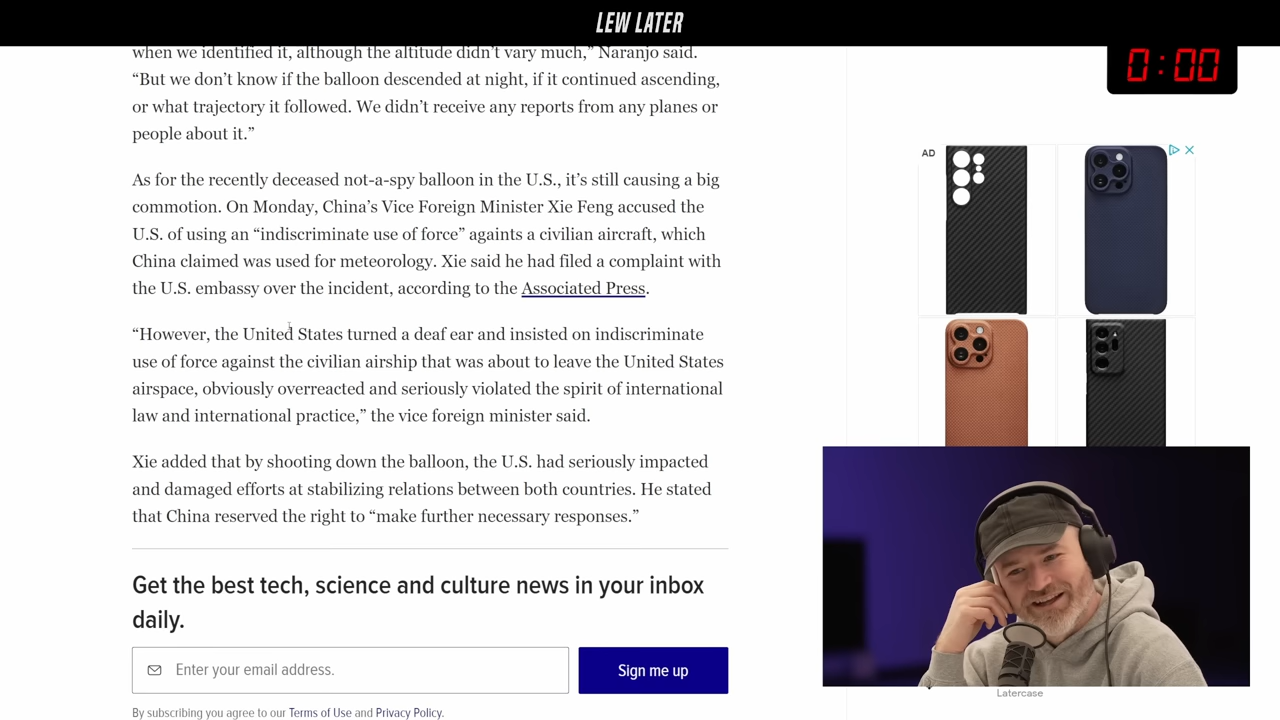 LEW LATER
0:00
when we identified it, although the altitude didn’t vary much,” Naranjo said.
“But we don’t know if the balloon descended at night, if it continued ascending,
or what trajectory it followed. We didn’t receive any reports from any planes or
people about it.”
As for the recently deceased not-a-spy balloon in the U.S., it’s still causing a big
commotion. On Monday, China’s Vice Foreign Minister Xie Feng accused the
U.S. of using an “indiscriminate use of force” againts a civilian aircraft, which
China claimed was used for meteorology. Xie said he had filed a complaint with
the U.S. embassy over the incident, according to the Associated Press.
“However, the United States turned a deaf ear and insisted on indiscriminate
use of force against the civilian airship that was about to leave the United States
airspace, obviously overreacted and seriously violated the spirit of international
law and international practice,” the vice foreign minister said.
Xie added that by shooting down the balloon, the U.S. had seriously impacted
and damaged efforts at stabilizing relations between both countries. He stated
that China reserved the right to “make further necessary responses.”
Get the best tech, science and culture news in your inbox
daily.
Enter your email address.
Sign me up
By subscribing you agree to our Terms of Use and Privacy Policy.
AD
Latercase